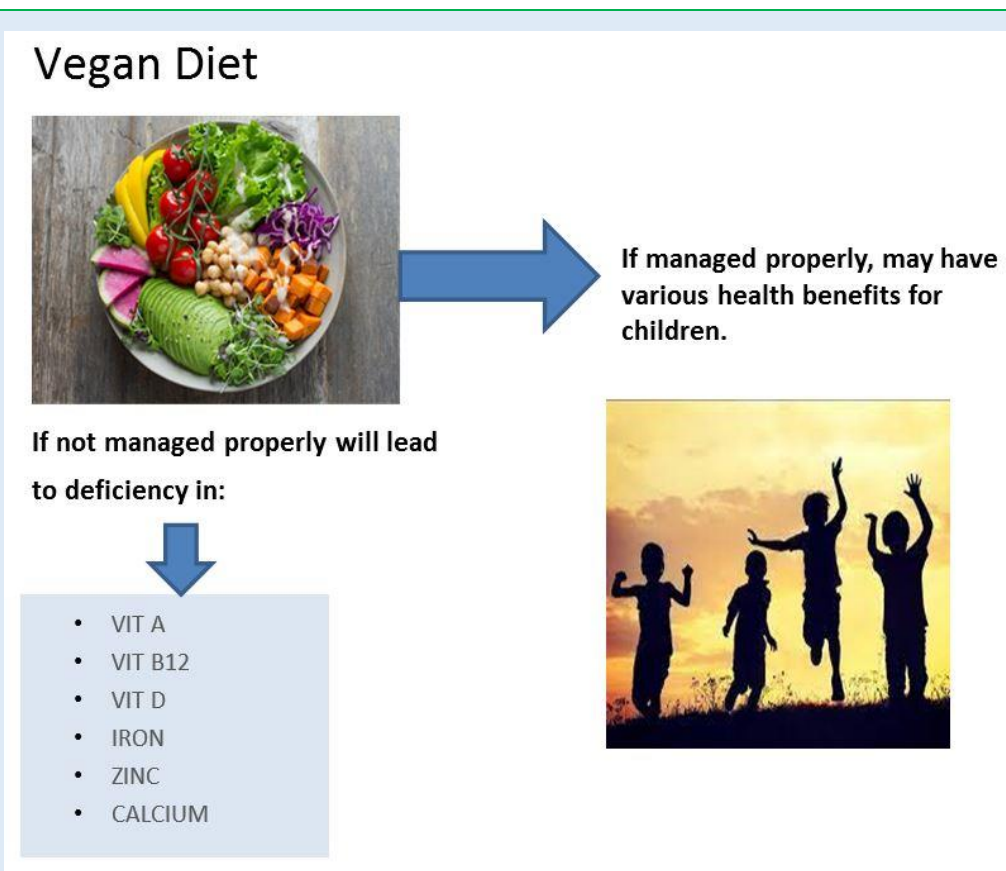 Vegan Diet
If managed properly, may have
various health benefits for
children.
If not managed properly will lead
to deficiency in:
• VIT A
• VIT B12
• VIT D
• IRON
• ZINC
• CALCIUM